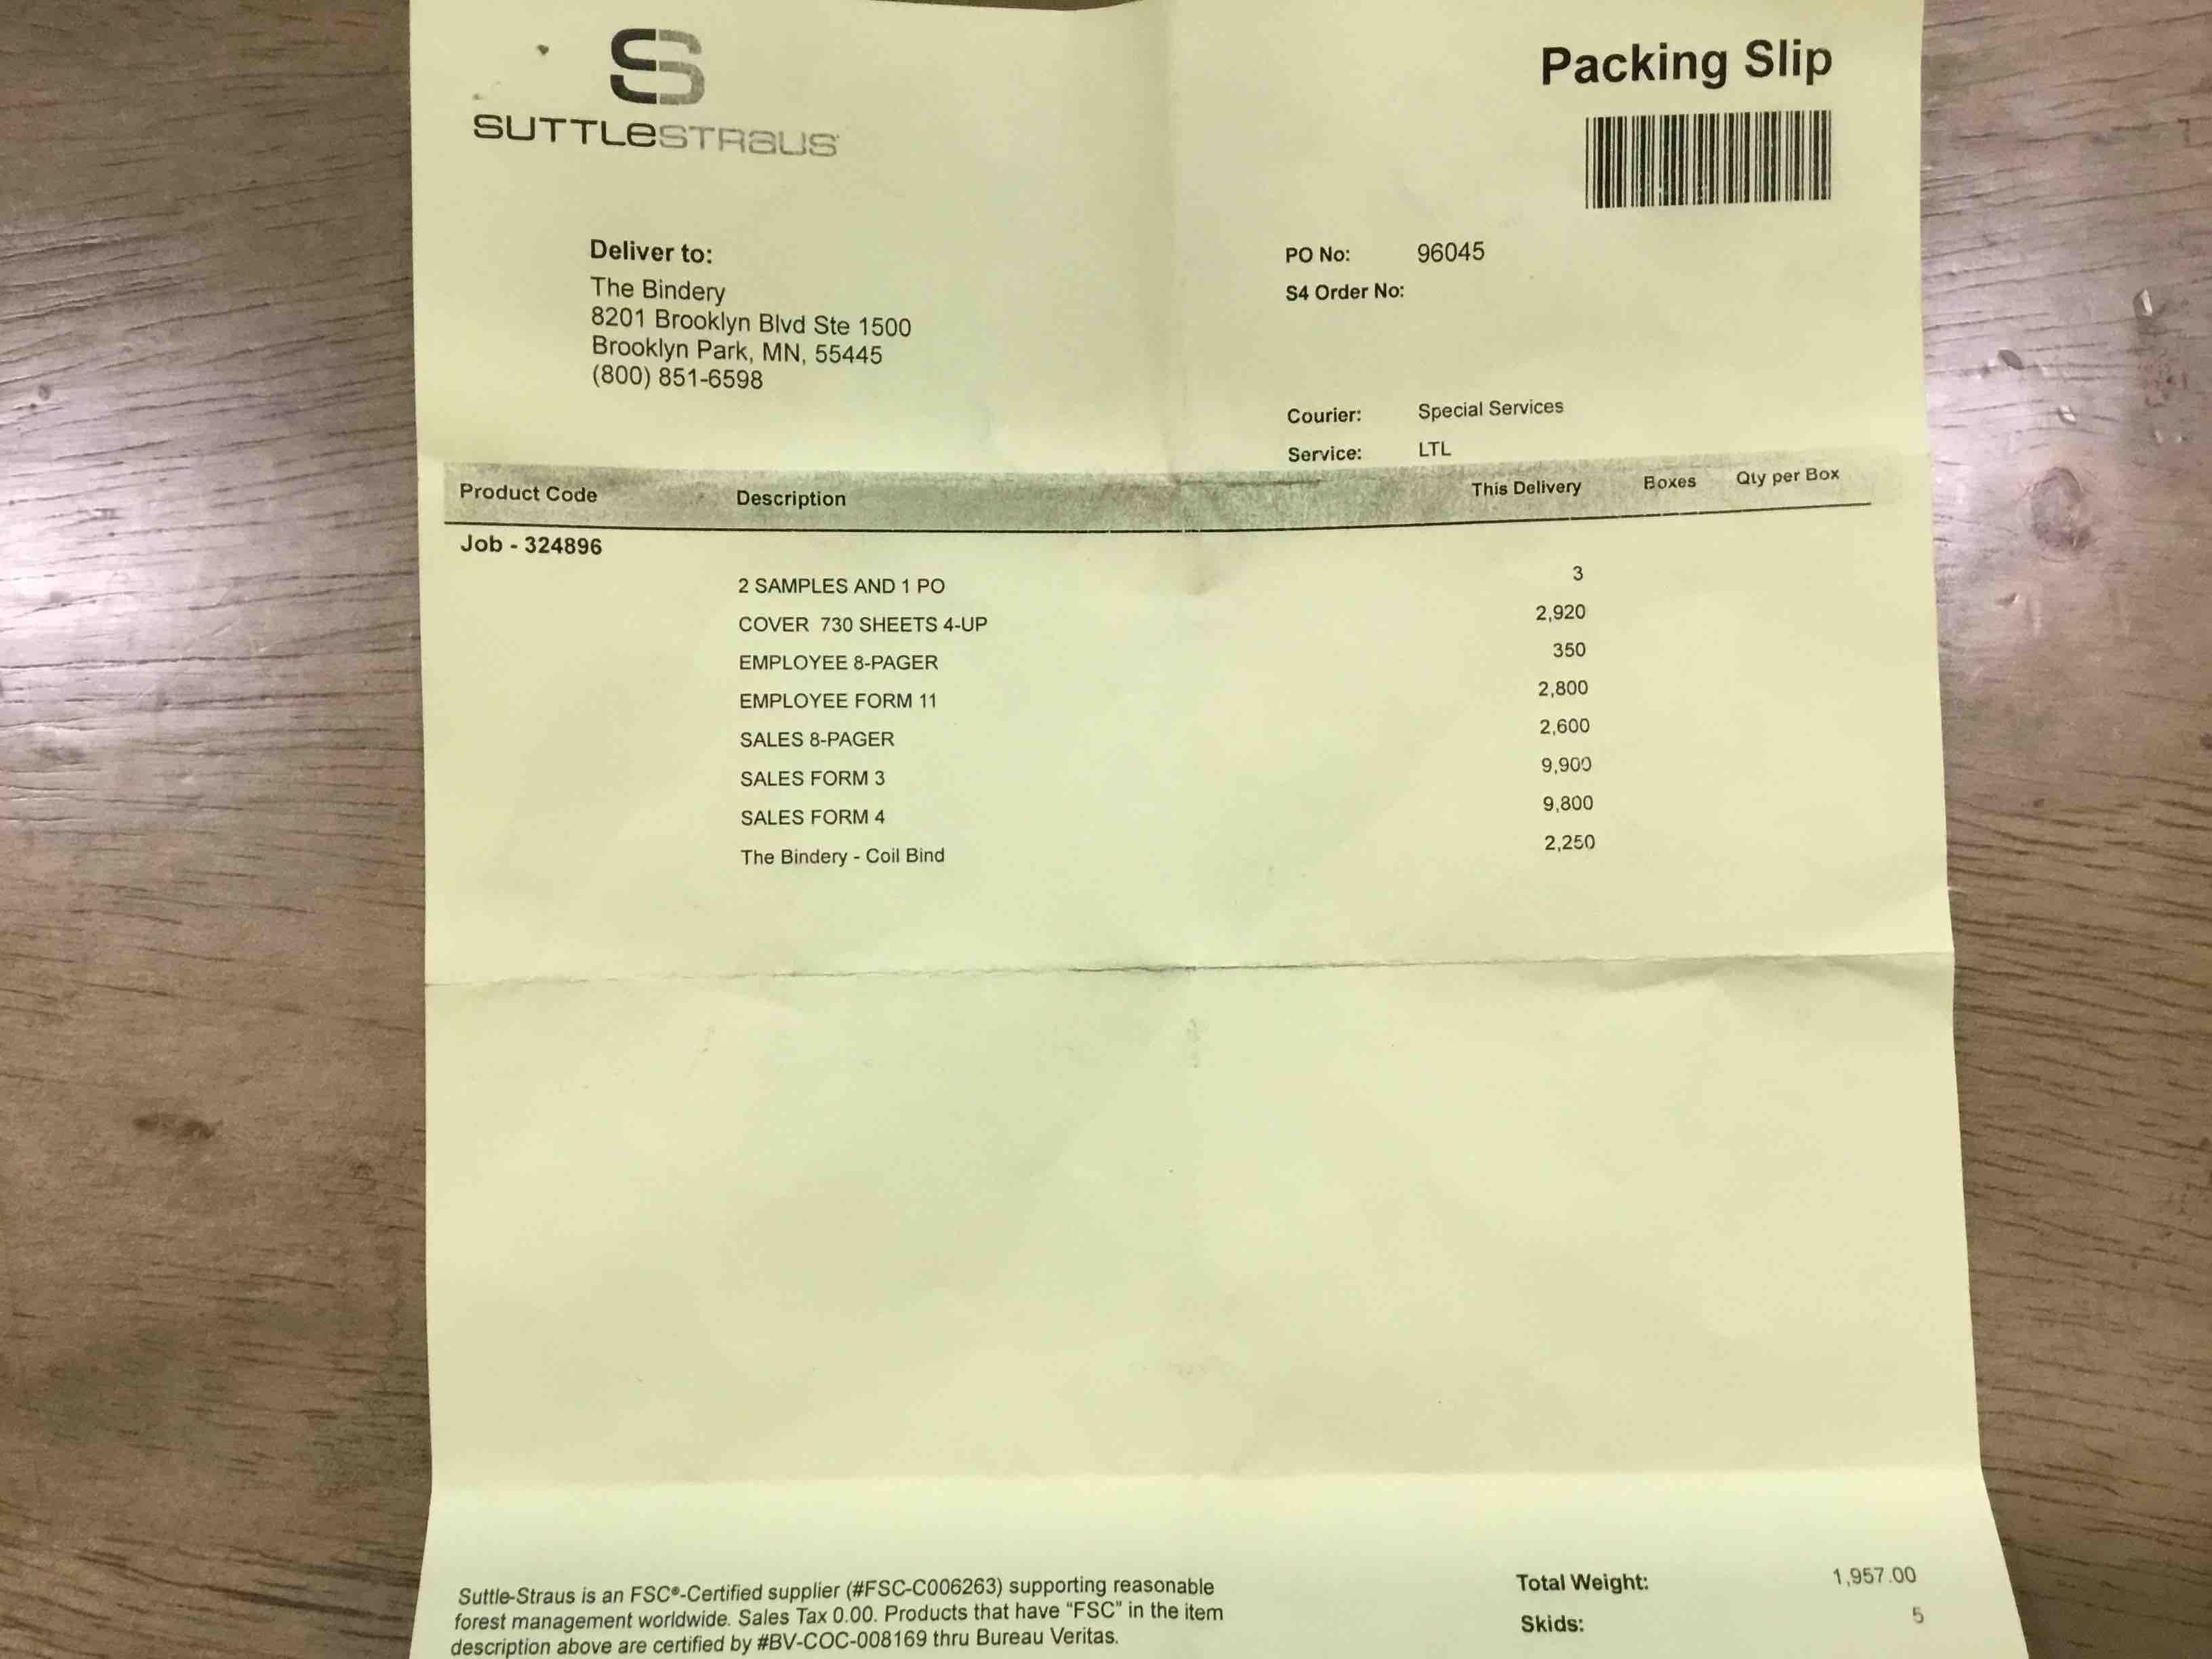 SUTTLESTRAUS
Packing Slip
Deliver to:
The Bindery
8201 Brooklyn Blvd Ste 1500
Brooklyn Park, MN, 55445
(800) 851-6598
PO No: 96045
S4 Order No:
Courier: Special Services
Service: LTL
Product Code Description This Delivery Boxes Qty per Box
Job - 324896
2 SAMPLES AND 1 PO 3
COVER 730 SHEETS 4-UP 2,920
EMPLOYEE 8-PAGER 350
EMPLOYEE FORM 11 2,800
SALES 8-PAGER 2,600
SALES FORM 3 9,900
SALES FORM 4 9,800
The Bindery - Coil Bind 2,250
Suttle-Straus is an FSC®-Certified supplier (#FSC-C006263) supporting reasonable
forest management worldwide. Sales Tax 0.00. Products that have “FSC” in the item
description above are certified by #BV-COC-008169 thru Bureau Veritas.
Total Weight: 1,957.00
Skids: 5